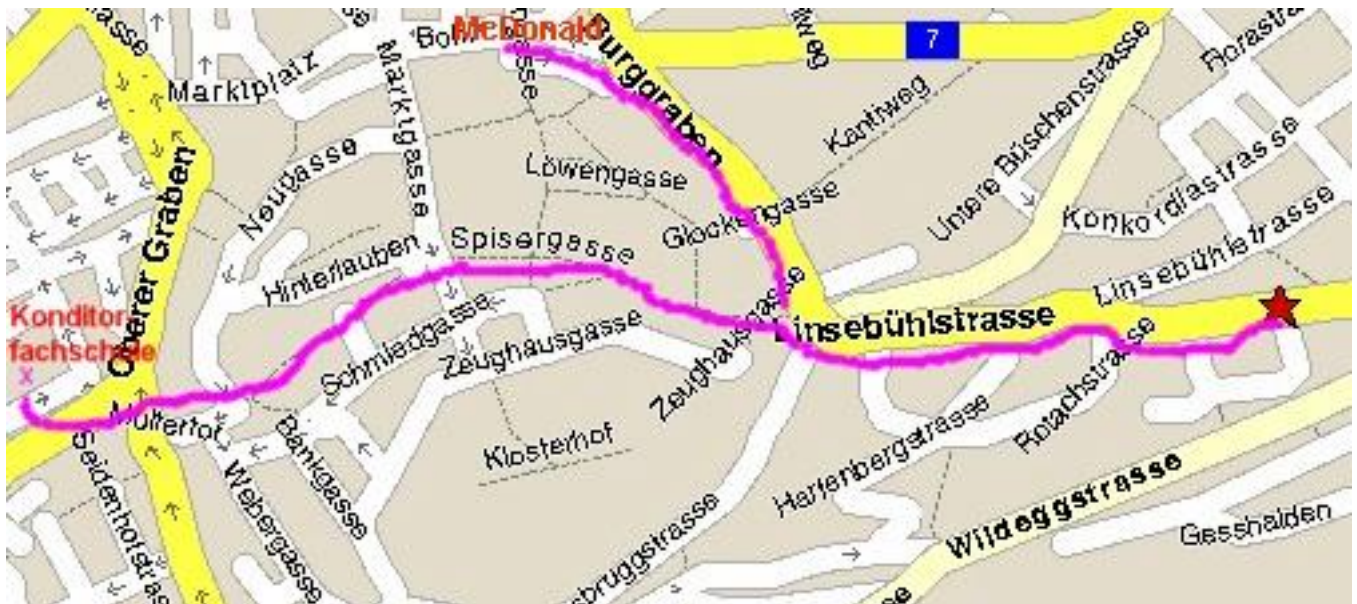 McDonald
7
Burggraben
Marktplatz
Marktgasse
Kantiweg
Untere Büschenstrasse
Neugasse
Löwengasse
Konkordiastrasse
Oberer Graben
Hinterlauben
Spisergasse
Glockengasse
Linsebühlstrasse
Konditor-
fachschule
x
Schmiedgasse
Zeughausgasse
Zeughausgasse
Linsebühlstrasse
Multertor
Bankgasse
Klosterhof
Hartenbergstrasse
Rotachstrasse
Webergasse
Wildeggstrasse
Gesshalden